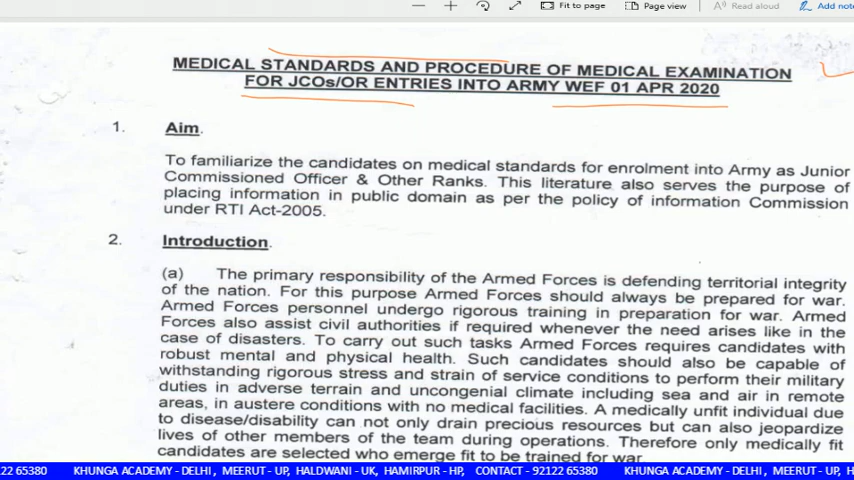 Fit to page
Page view
Read aloud
Add note
MEDICAL STANDARDS AND PROCEDURE OF MEDICAL EXAMINATION
FOR JCOs/OR ENTRIES INTO ARMY WEF 01 APR 2020
1. Aim.
To familiarize the candidates on medical standards for enrolment into Army as Junior
Commissioned Officer & Other Ranks. This literature also serves the purpose of
placing information in public domain as per the policy of information Commission
under RTI Act-2005.
2. Introduction.
(a) The primary responsibility of the Armed Forces is defending territorial integrity
of the nation. For this purpose Armed Forces should always be prepared for war.
Armed Forces personnel undergo rigorous training in preparation for war. Armed
Forces also assist civil authorities if required whenever the need arises like in the
case of disasters. To carry out such tasks Armed Forces requires candidates with
robust mental and physical health. Such candidates should also be capable of
withstanding rigorous stress and strain of service conditions to perform their military
duties in adverse terrain and uncongenial climate including sea and air in remote
areas, in austere conditions with no medical facilities. A medically unfit individual due
to disease/disability can not only drain precious resources but can also jeopardize
lives of other members of the team during operations. Therefore only medically fit
candidates are selected who emerge fit to be trained for war
22 65380 KHUNGA ACADEMY - DELHI , MEERUT - UP, HALDWANI - UK, HAMIRPUR - HP, CONTACT - 92122 65380 KHUNGA ACADEMY - DELHI , MEERUT - UP, H